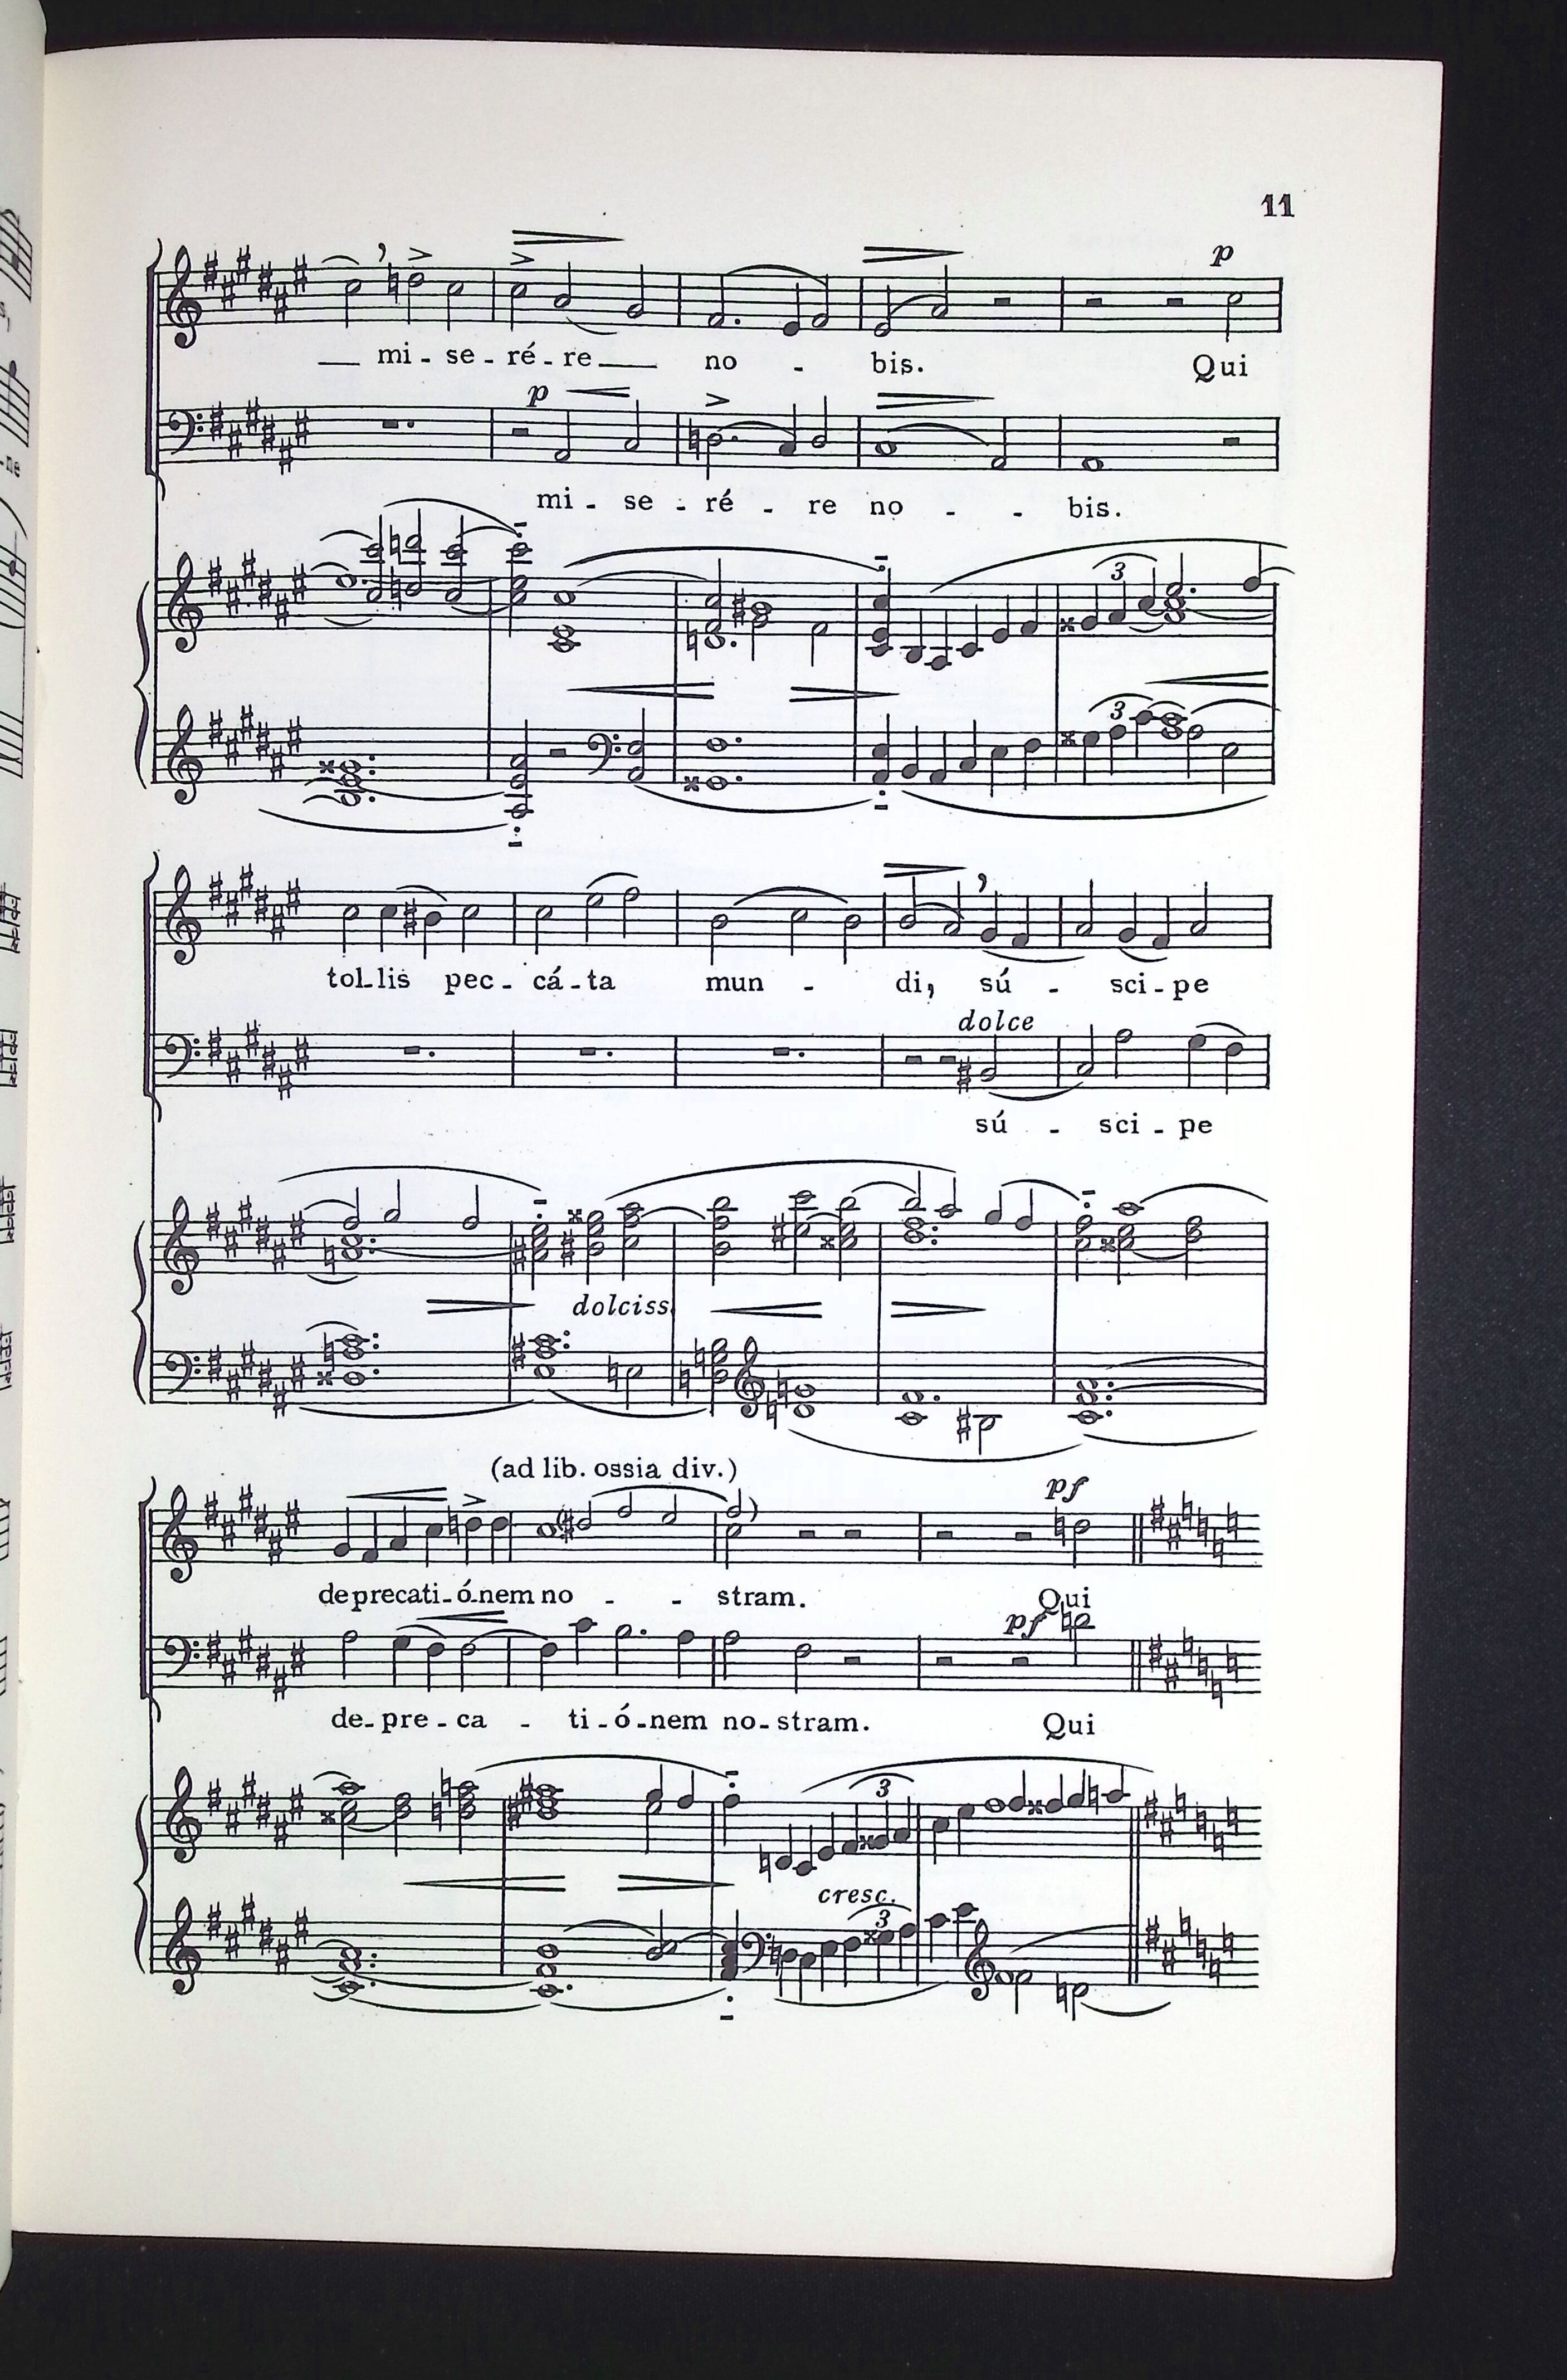 11
p
mi - se - ré - re no - bis. Qui
p
mi - se - ré - re no - - bis.
3
3
tol-lis pec - cá - ta mun - di, sú - sci - pe
dolce
sú - sci - pe
dolciss.
(ad lib. ossia div.)
pf
deprecati-ó-nem no - - stram. Qui
pf
de-pre-ca - ti-ó-nem no-stram. Qui
3
cresc.
3